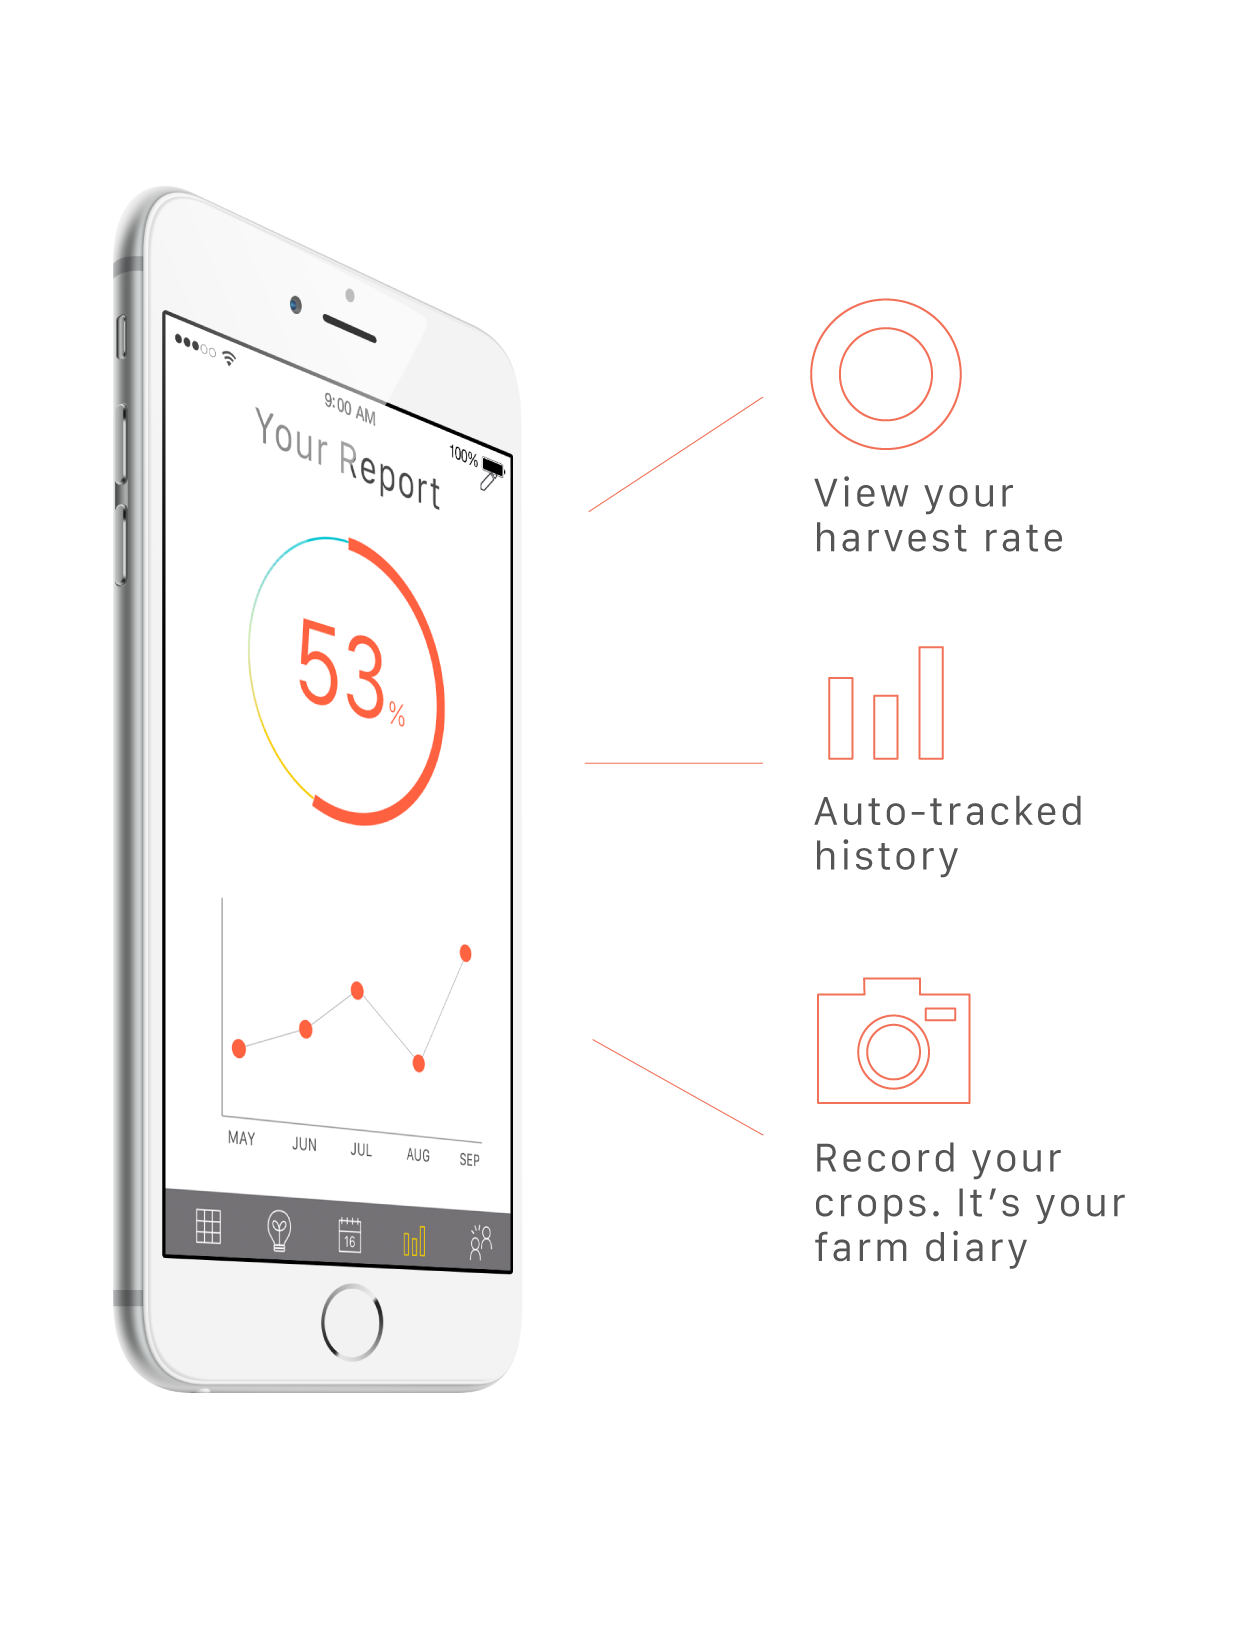 9:00 AM
100%
Your Report
53%
MAY JUN JUL AUG SEP
16
View your
harvest rate
Auto-tracked
history
Record your
crops. It’s your
farm diary